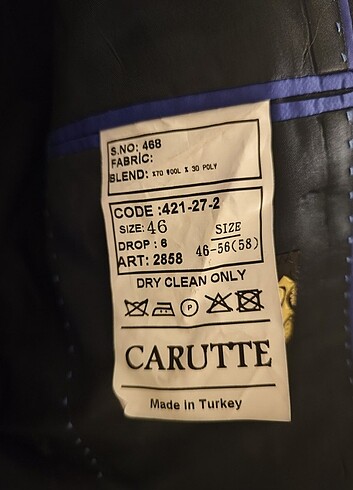 S.NO: 468
FABRİC:
BLEND: %70 WOOL X 30 POLY
CODE :421-27-2
SIZE: 46 SIZE
DROP : 6 46-56(58)
ART: 2858
DRY CLEAN ONLY
P
CARUTTE
Made in Turkey